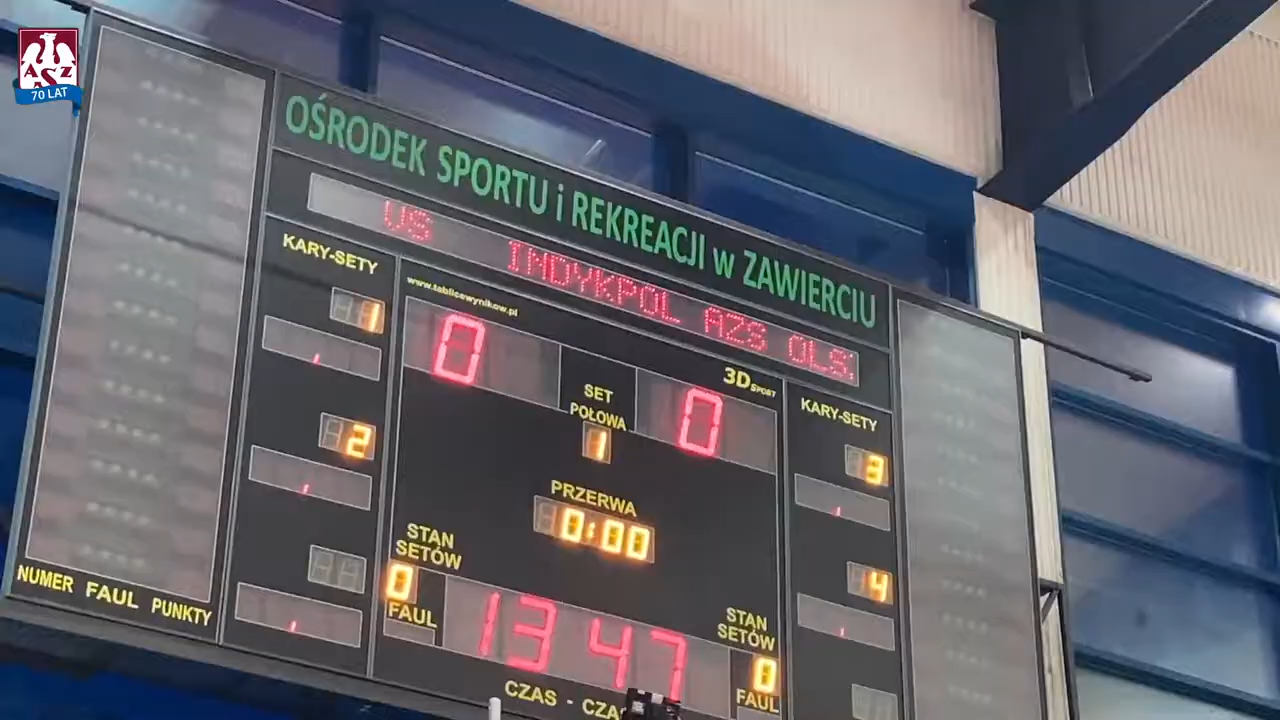 AZS
70 LAT
OŚRODEK SPORTU i REKREACJI w ZAWIERCIU
VS INDYKPOL AZS OLS
KARY-SETY
www.tablicewynikow.pl
1
0
3D SPORT
SET
POŁOWA
1
0
KARY-SETY
2
3
PRZERWA
0:00
STAN
SETÓW
0
FAUL
4
13 47
STAN
SETÓW
0
FAUL
NUMER FAUL PUNKTY
CZAS - CZAS